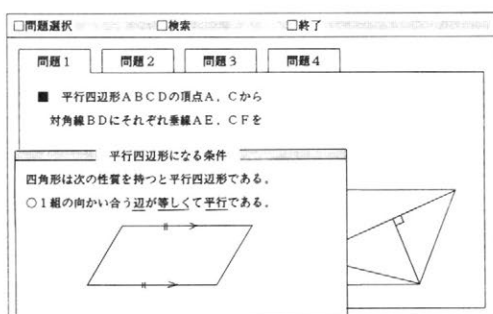 □問題選択 □検索 □終了
問題1 問題2 問題3 問題4
■ 平行四辺形ABCDの頂点A，Cから
対角線BDにそれぞれ垂線AE，CFを
平行四辺形になる条件
四角形は次の性質を持つと平行四辺形である。
○1組の向かい合う辺が等しくて平行である。